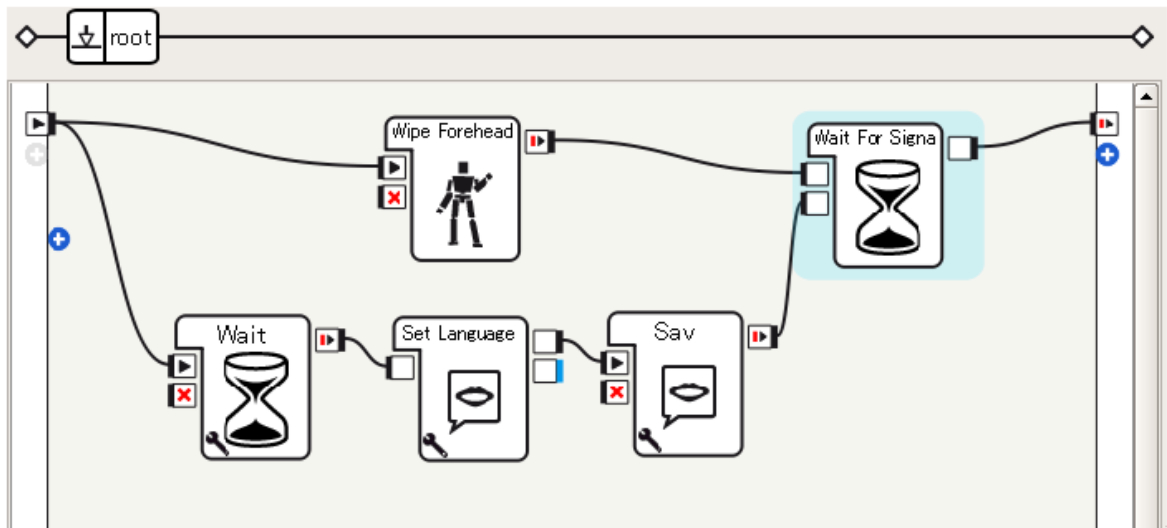 root
Wipe Forehead
Wait For Signa
Wait
Set Language
Sav